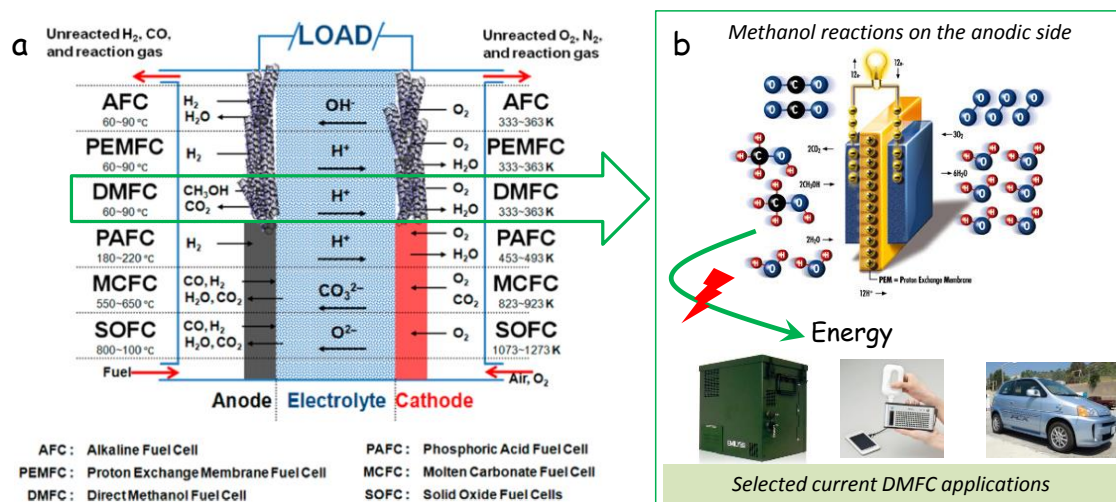 a
Unreacted H₂, CO,
and reaction gas
LOAD
Unreacted O₂, N₂,
and reaction gas
AFC
60~90 °C
H₂
H₂O
OH⁻
O₂
AFC
333~363 K
PEMFC
60~90 °C
H₂
H⁺
O₂
H₂O
PEMFC
333~363 K
DMFC
60~90 °C
CH₃OH
CO₂
H⁺
O₂
H₂O
DMFC
333~363 K
PAFC
180~220 °C
H₂
H⁺
O₂
H₂O
PAFC
453~493 K
MCFC
550~650 °C
CO, H₂
H₂O, CO₂
CO₃²⁻
O₂
CO₂
MCFC
823~923 K
SOFC
800~100 °C
CO, H₂
H₂O, CO₂
O²⁻
O₂
SOFC
1073~1273 K
Fuel
Air, O₂
Anode Electrolyte Cathode
AFC : Alkaline Fuel Cell
PEMFC : Proton Exchange Membrane Fuel Cell
DMFC : Direct Methanol Fuel Cell
PAFC : Phosphoric Acid Fuel Cell
MCFC : Molten Carbonate Fuel Cell
SOFC : Solid Oxide Fuel Cells
b
Methanol reactions on the anodic side
2CO₂
3O₂
2CH₃OH
6H₂O
2H₂O
PEM = Proton Exchange Membrane
12H⁺
C
O
H
Energy
Selected current DMFC applications